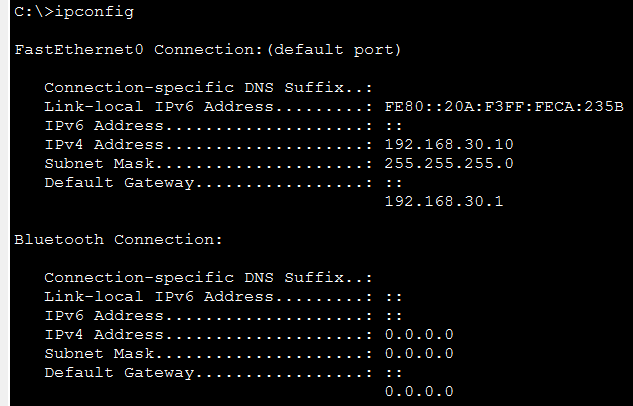 C:\>ipconfig
FastEthernet0 Connection:(default port)
Connection-specific DNS Suffix..:
Link-local IPv6 Address.........: FE80::20A:F3FF:FECA:235B
IPv6 Address....................: ::
IPv4 Address....................: 192.168.30.10
Subnet Mask.....................: 255.255.255.0
Default Gateway.................: ::
192.168.30.1
Bluetooth Connection:
Connection-specific DNS Suffix..:
Link-local IPv6 Address.........: ::
IPv6 Address....................: ::
IPv4 Address....................: 0.0.0.0
Subnet Mask.....................: 0.0.0.0
Default Gateway.................: ::
0.0.0.0